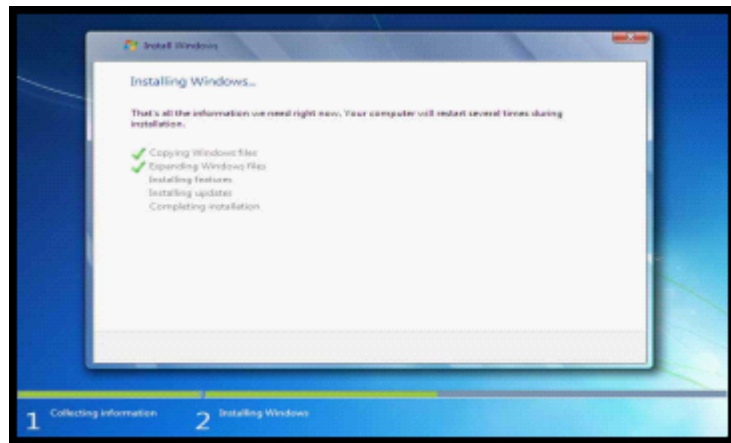 Install Windows
Installing Windows...
That's all the information we need right now. Your computer will restart several times during
installation.
Copying Windows files
Expanding Windows files
Installing features
Installing updates
Completing installation
1 Collecting information 2 Installing Windows